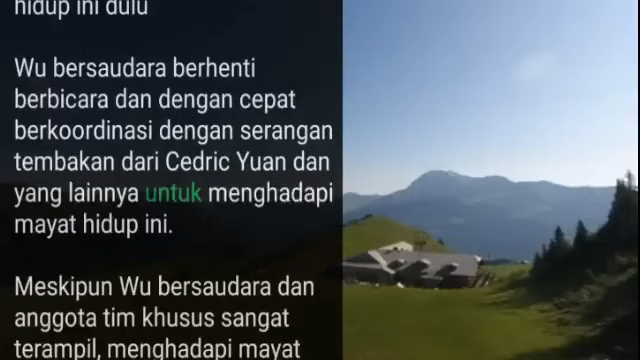 hidup ini dulu
Wu bersaudara berhenti
berbicara dan dengan cepat
berkoordinasi dengan serangan
tembakan dari Cedric Yuan dan
yang lainnya untuk menghadapi
mayat hidup ini.
Meskipun Wu bersaudara dan
anggota tim khusus sangat
terampil, menghadapi mayat